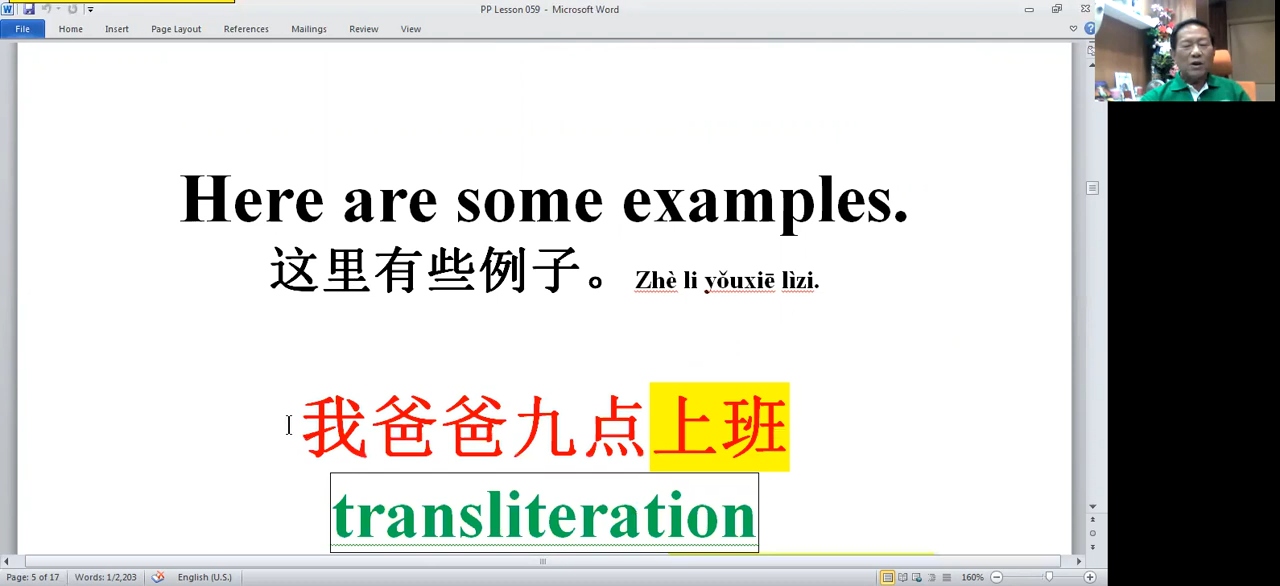 PP Lesson 059 - Microsoft Word
File Home Insert Page Layout References Mailings Review View
Here are some examples.
这里有些例子。 Zhè li yǒuxiē lìzi.
我爸爸九点上班
transliteration
Page: 5 of 17 Words: 1/2,203 English (U.S.) 160%